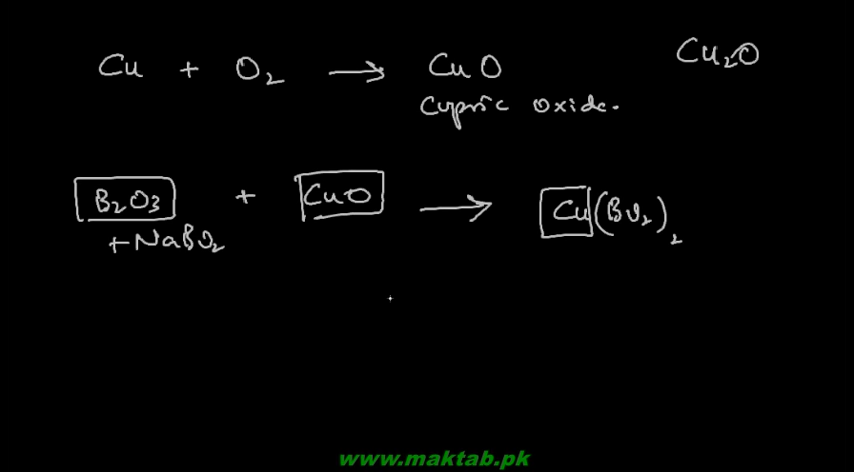 Cu + O₂ → CuO Cu₂O
Cupric oxide.
B₂O₃ + CuO → Cu(BO₂)₂
+NaBO₂
www.maktab.pk